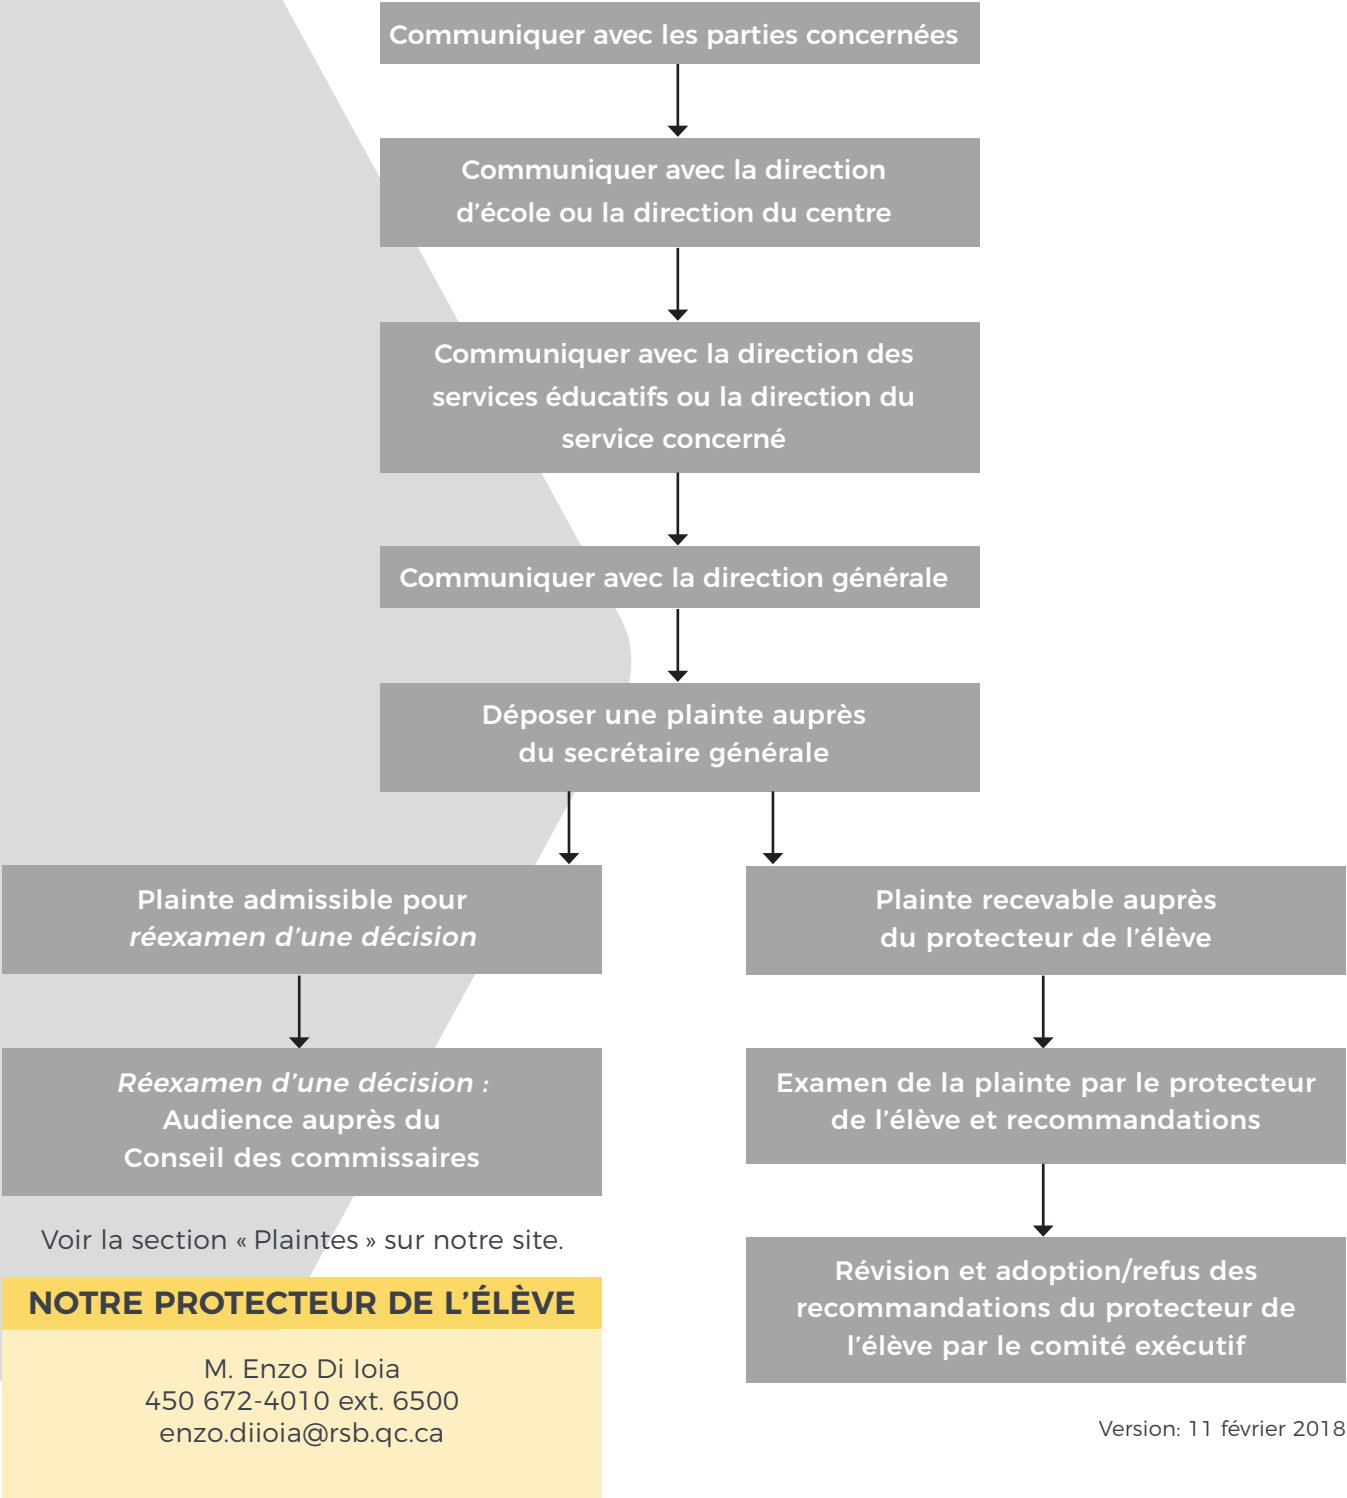 Communiquer avec les parties concernées
Communiquer avec la direction
d'école ou la direction du centre
Communiquer avec la direction des
services éducatifs ou la direction du
service concerné
Communiquer avec la direction générale
Déposer une plainte auprès
du secrétaire générale
Plainte admissible pour
réexamen d'une décision
Réexamen d'une décision :
Audience auprès du
Conseil des commissaires
Voir la section « Plaintes » sur notre site.
NOTRE PROTECTEUR DE L'ÉLÈVE
M. Enzo Di Ioia
450 672-4010 ext. 6500
enzo.diioia@rsb.qc.ca
Plainte recevable auprès
du protecteur de l'élève
Examen de la plainte par le protecteur
de l'élève et recommandations
Révision et adoption/refus des
recommandations du protecteur de
l'élève par le comité exécutif
Version: 11 février 2018